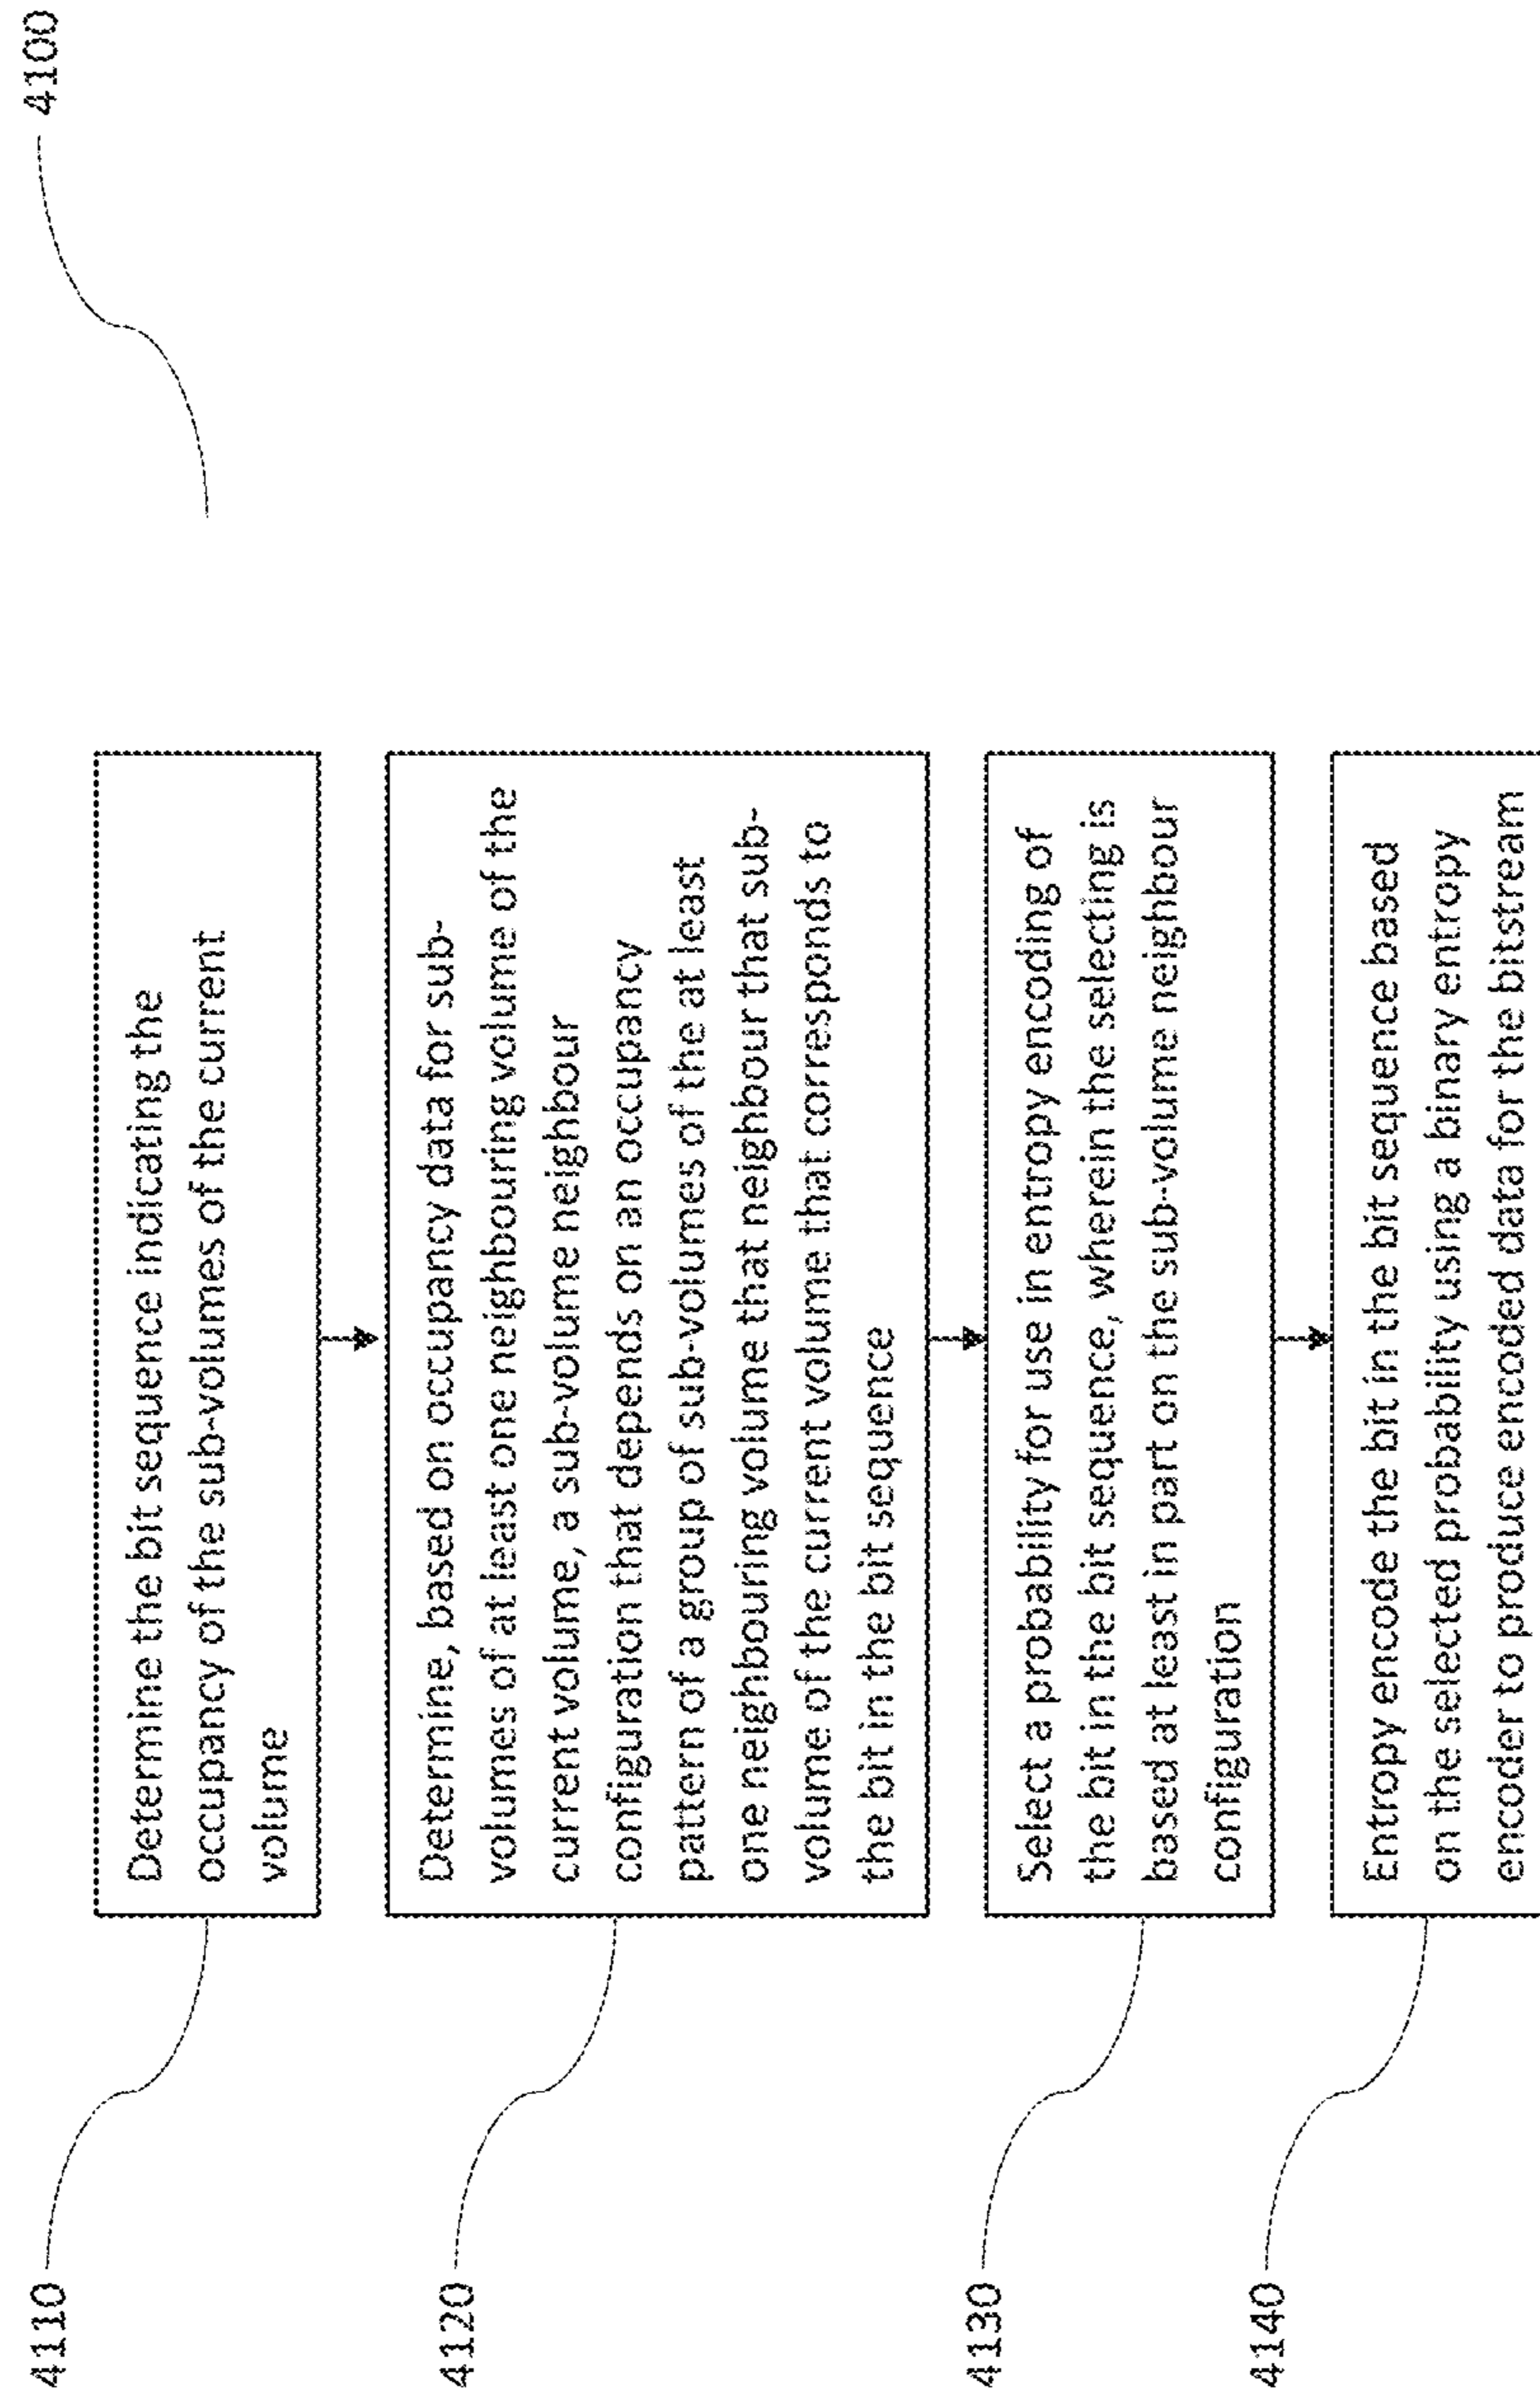 4100
4110
Determine the bit sequence indicating the
occupancy of the sub-volumes of the current
volume
4120
Determine, based on occupancy data for sub-
volumes of at least one neighbouring volume of the
current volume, a sub-volume neighbour
configuration that depends on an occupancy
pattern of a group of sub-volumes of the at least
one neighbouring volume that neighbour that sub-
volume of the current volume that corresponds to
the bit in the bit sequence
4130
Select a probability for use in entropy encoding of
the bit in the bit sequence, wherein the selecting is
based at least in part on the sub-volume neighbour
configuration
4140
Entropy encode the bit in the bit sequence based
on the selected probability using a binary entropy
encoder to produce encoded data for the bitstream